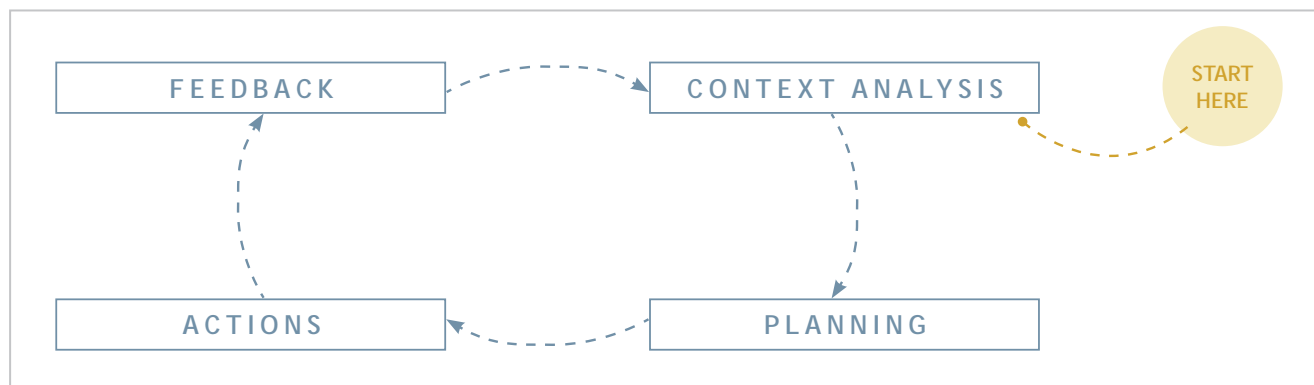 FEEDBACK
CONTEXT ANALYSIS
START
HERE
ACTIONS
PLANNING